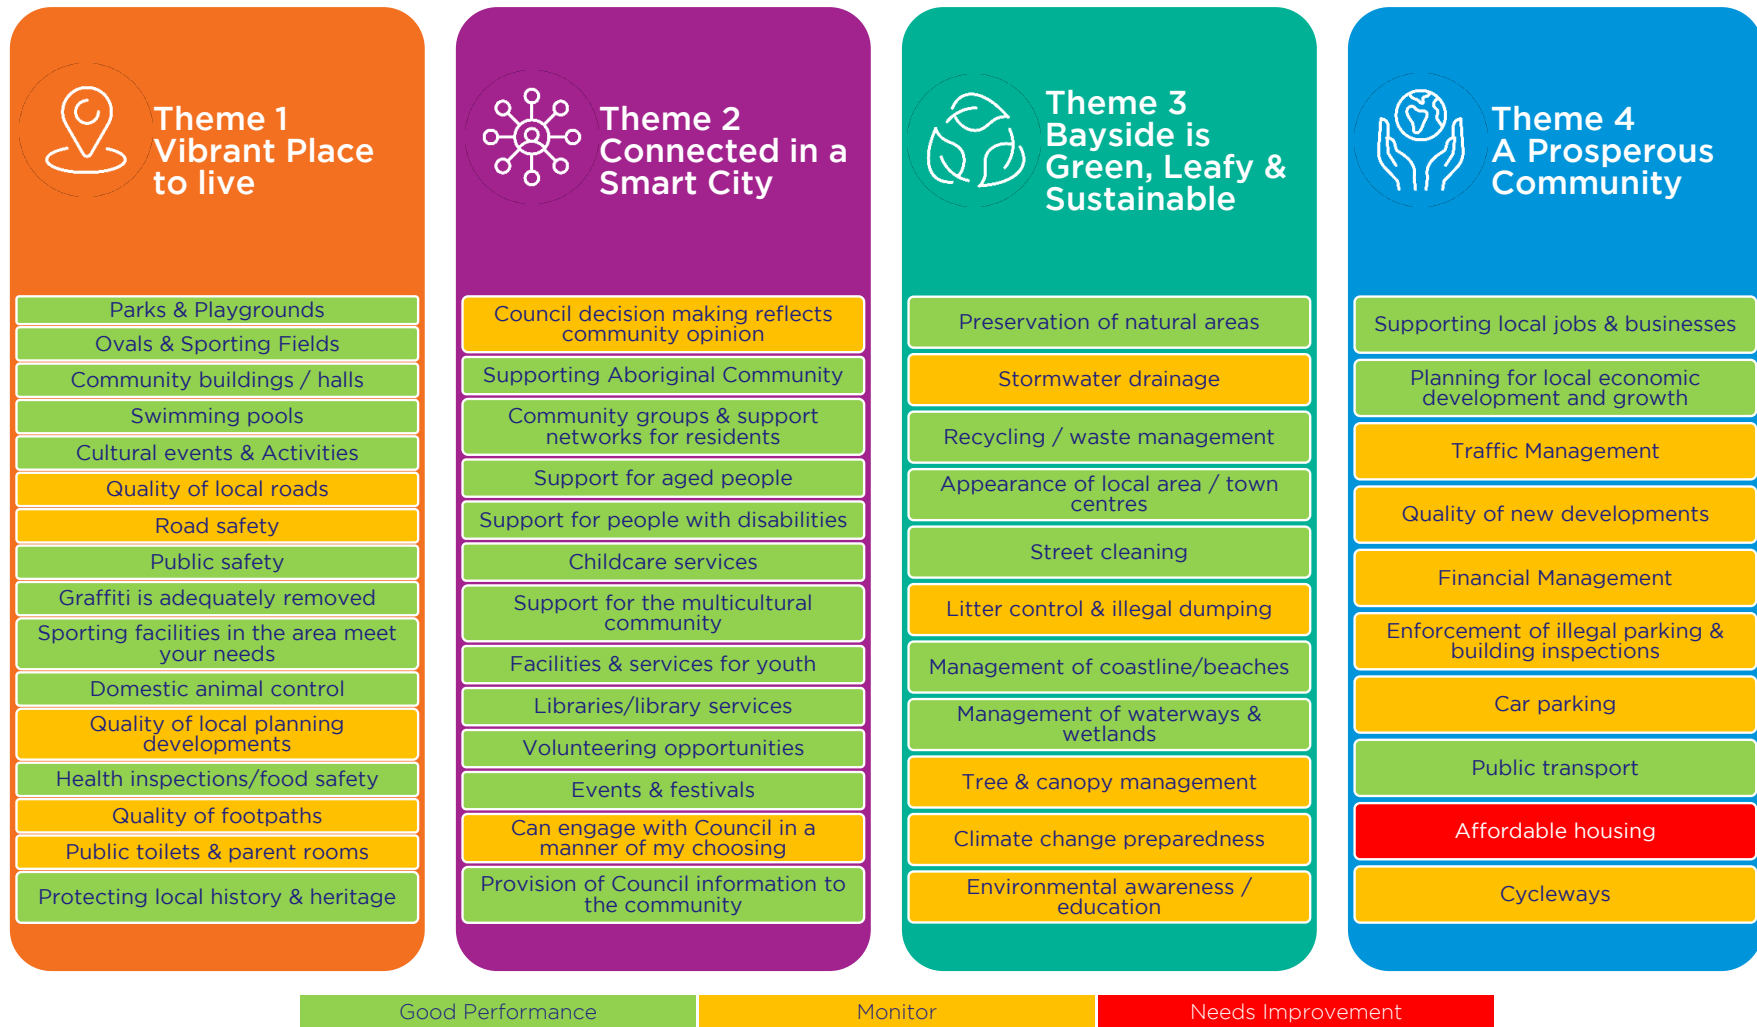 Theme 1
Vibrant Place
to live
Parks & Playgrounds
Ovals & Sporting Fields
Community buildings / halls
Swimming pools
Cultural events & Activities
Quality of local roads
Road safety
Public safety
Graffiti is adequately removed
Sporting facilities in the area meet
your needs
Domestic animal control
Quality of local planning
developments
Health inspections/food safety
Quality of footpaths
Public toilets & parent rooms
Protecting local history & heritage
Theme 2
Connected in a
Smart City
Council decision making reflects
community opinion
Supporting Aboriginal Community
Community groups & support
networks for residents
Support for aged people
Support for people with disabilities
Childcare services
Support for the multicultural
community
Facilities & services for youth
Libraries/library services
Volunteering opportunities
Events & festivals
Can engage with Council in a
manner of my choosing
Provision of Council information to
the community
Theme 3
Bayside is
Green, Leafy &
Sustainable
Preservation of natural areas
Stormwater drainage
Recycling / waste management
Appearance of local area / town
centres
Street cleaning
Litter control & illegal dumping
Management of coastline/beaches
Management of waterways &
wetlands
Tree & canopy management
Climate change preparedness
Environmental awareness /
education
Theme 4
A Prosperous
Community
Supporting local jobs & businesses
Planning for local economic
development and growth
Traffic Management
Quality of new developments
Financial Management
Enforcement of illegal parking &
building inspections
Car parking
Public transport
Affordable housing
Cycleways
Good Performance
Monitor
Needs Improvement